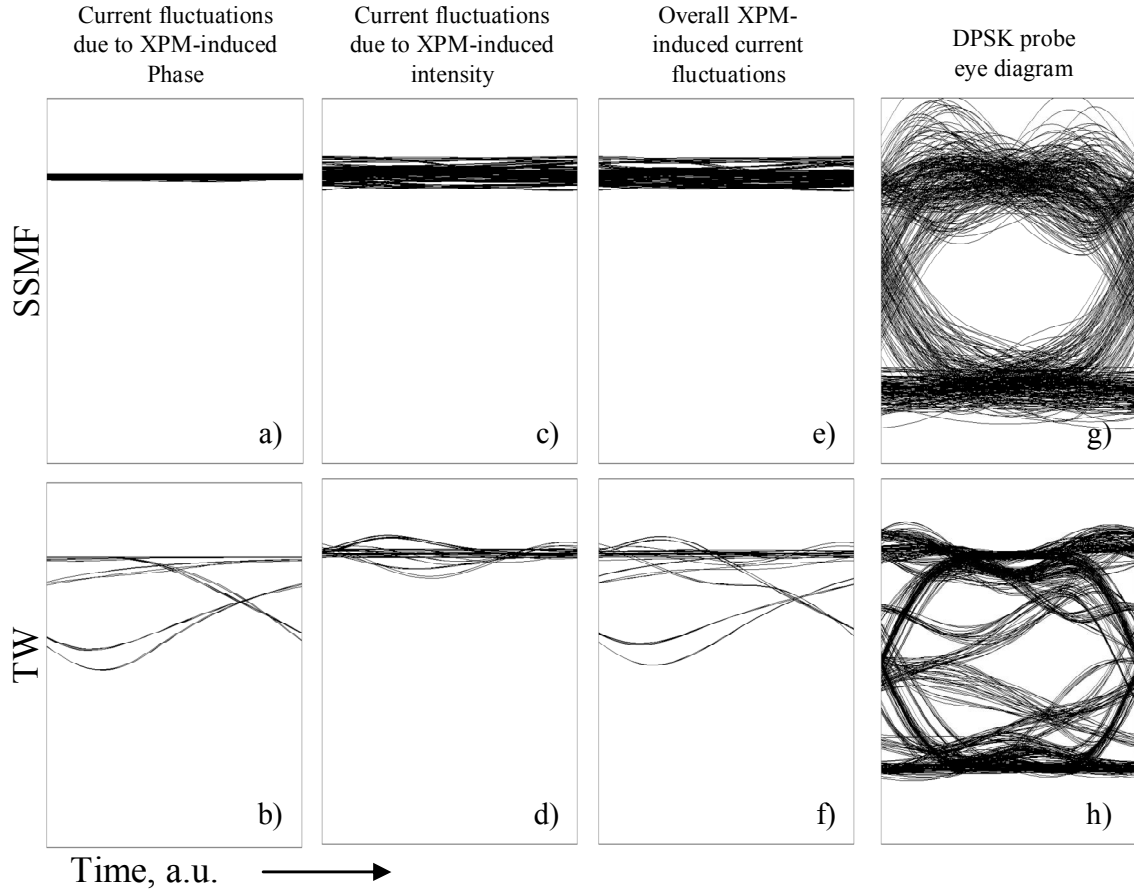 Current fluctuations
due to XPM-induced
Phase
Current fluctuations
due to XPM-induced
intensity
Overall XPM-
induced current
fluctuations
DPSK probe
eye diagram
SSMF
a)
c)
e)
g)
TW
b)
d)
f)
h)
Time, a.u.